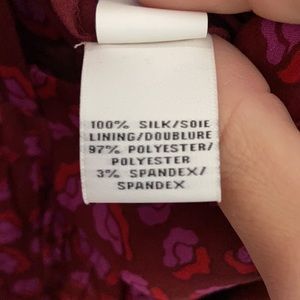 100% SILK/SOIE
LINING/DOUBLURE
97% POLYESTER/
POLYESTER
3% SPANDEX/
SPANDEX